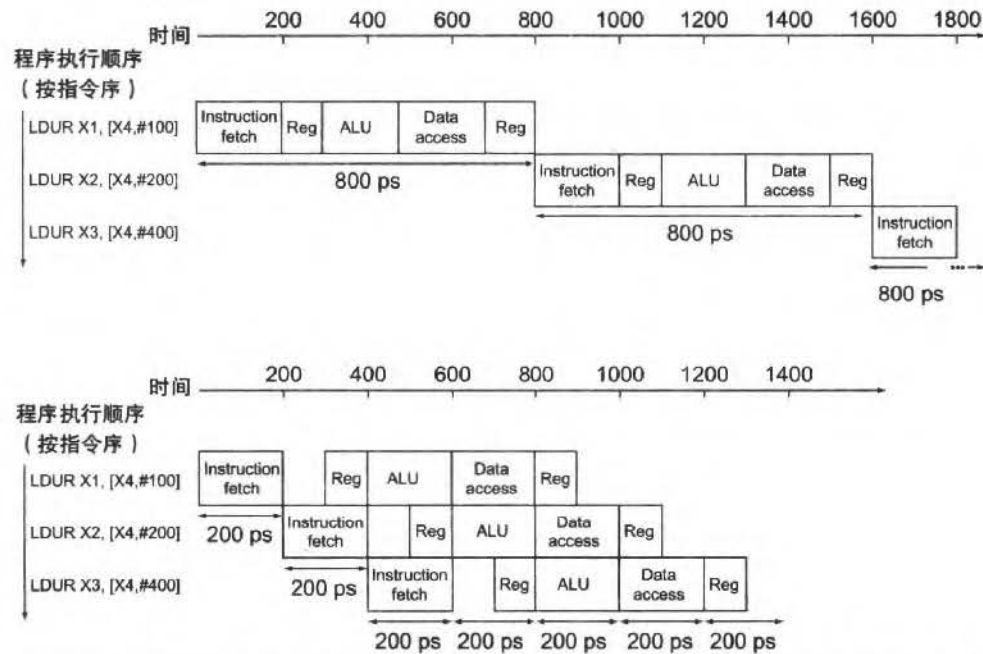 时间 200 400 600 800 1000 1200 1400 1600 1800
程序执行顺序
（按指令序）
LDUR X1, [X4,#100] Instruction fetch Reg ALU Data access Reg
800 ps
LDUR X2, [X4,#200] Instruction fetch Reg ALU Data access Reg
800 ps
LDUR X3, [X4,#400] Instruction fetch
800 ps
时间 200 400 600 800 1000 1200 1400
程序执行顺序
（按指令序）
LDUR X1, [X4,#100] Instruction fetch Reg ALU Data access Reg
200 ps
LDUR X2, [X4,#200] Instruction fetch Reg ALU Data access Reg
200 ps
LDUR X3, [X4,#400] Instruction fetch Reg ALU Data access Reg
200 ps 200 ps 200 ps 200 ps 200 ps